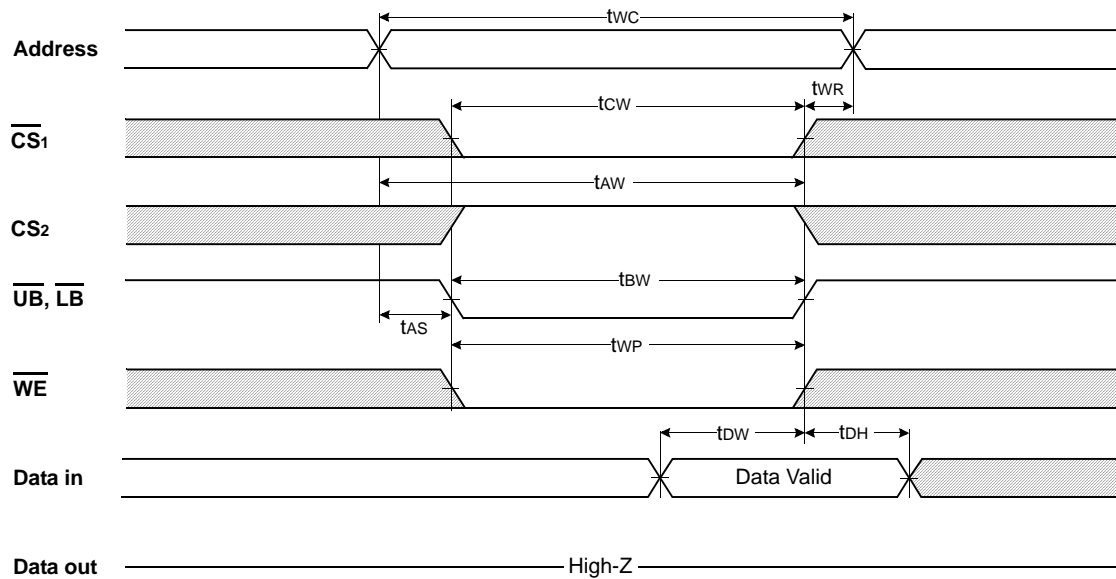 tWC
Address
tWR
tCW
CS1
tAW
CS2
tBW
UB, LB
tAS
tWP
WE
tDW
tDH
Data in
Data Valid
Data out
High-Z